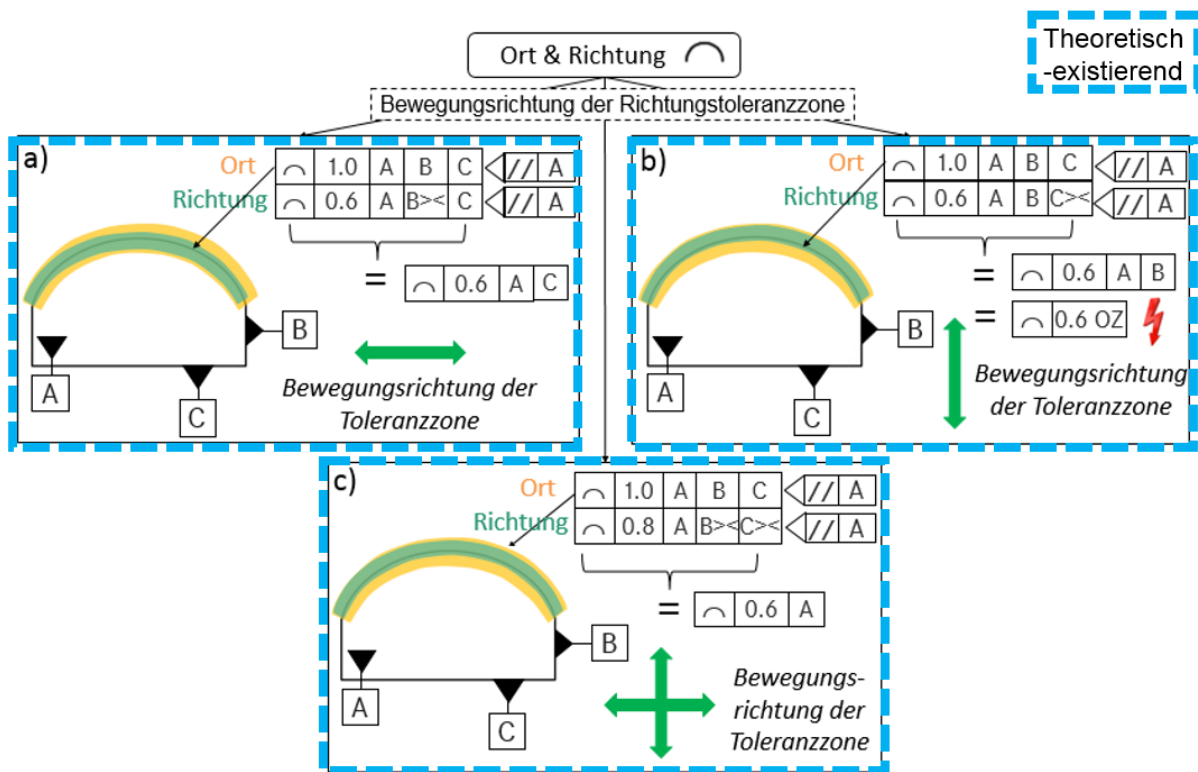 Ort & Richtung ⌒
Theoretisch
-existierend
Bewegungsrichtung der Richtungstoleranzzone
a)
Ort
⌒ 1.0 A B C // A
Richtung
⌒ 0.6 A B>< C // A
= ⌒ 0.6 A C
B
A
C
Bewegungsrichtung der
Toleranzzone
b)
Ort
⌒ 1.0 A B C // A
Richtung
⌒ 0.6 A B C>< // A
= ⌒ 0.6 A B
= ⌒ 0.6 OZ
B
A
C
Bewegungsrichtung
der Toleranzzone
c)
Ort
⌒ 1.0 A B C // A
Richtung
⌒ 0.8 A B>< C>< // A
= ⌒ 0.6 A
B
A
C
Bewegungs-
richtung der
Toleranzzone